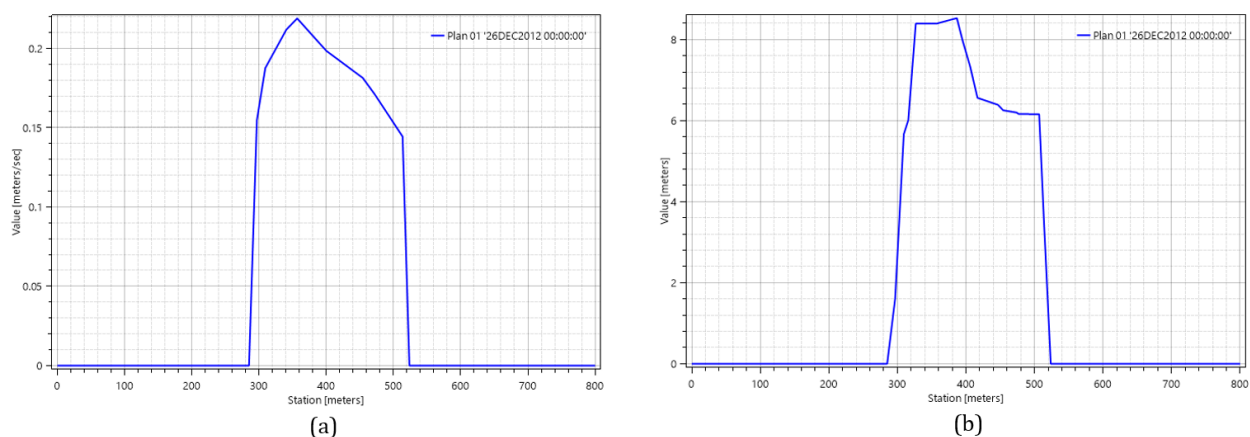 Plan 01 '26DEC2012 00:00:00'
0.2
0.15
0.1
0.05
0
Value [meters/sec]
0 100 200 300 400 500 600 700 800
Station [meters]
(a)
Plan 01 '26DEC2012 00:00:00'
8
6
4
2
0
Value [meters]
0 100 200 300 400 500 600 700 800
Station [meters]
(b)